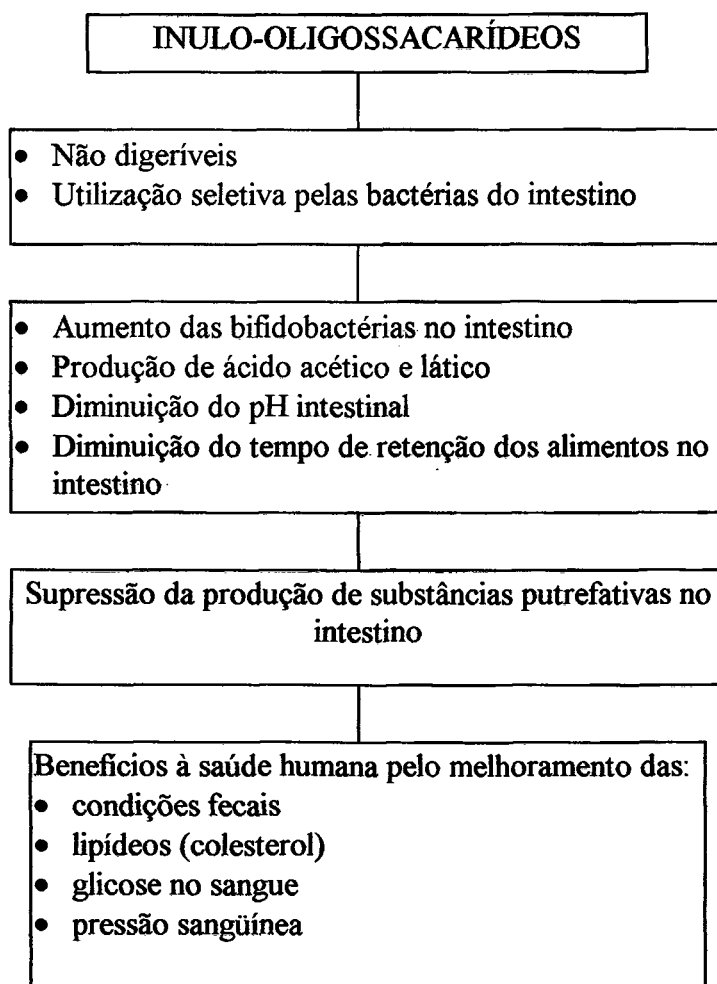 INULO-OLIGOSSACARÍDEOS
• Não digeríveis
• Utilização seletiva pelas bactérias do intestino
• Aumento das bifidobactérias no intestino
• Produção de ácido acético e lático
• Diminuição do pH intestinal
• Diminuição do tempo de retenção dos alimentos no
intestino
Supressão da produção de substâncias putrefativas no
intestino
Benefícios à saúde humana pelo melhoramento das:
• condições fecais
• lipídeos (colesterol)
• glicose no sangue
• pressão sangüínea